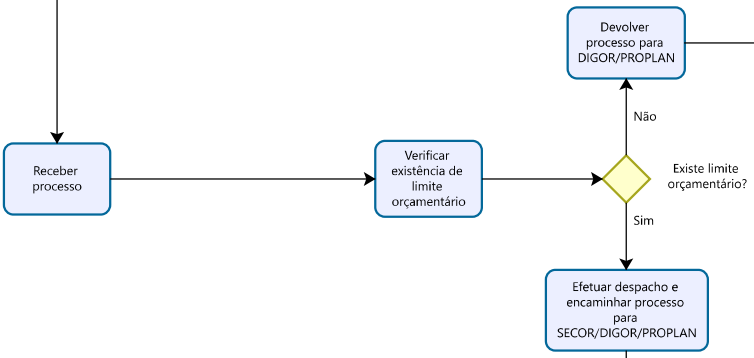 Devolver
processo para
DIGOR/PROPLAN
Não
Receber
processo
Verificar
existência de
limite
orçamentário
Existe limite
orçamentário?
Sim
Efetuar despacho e
encaminhar processo
para
SECOR/DIGOR/PROPLAN